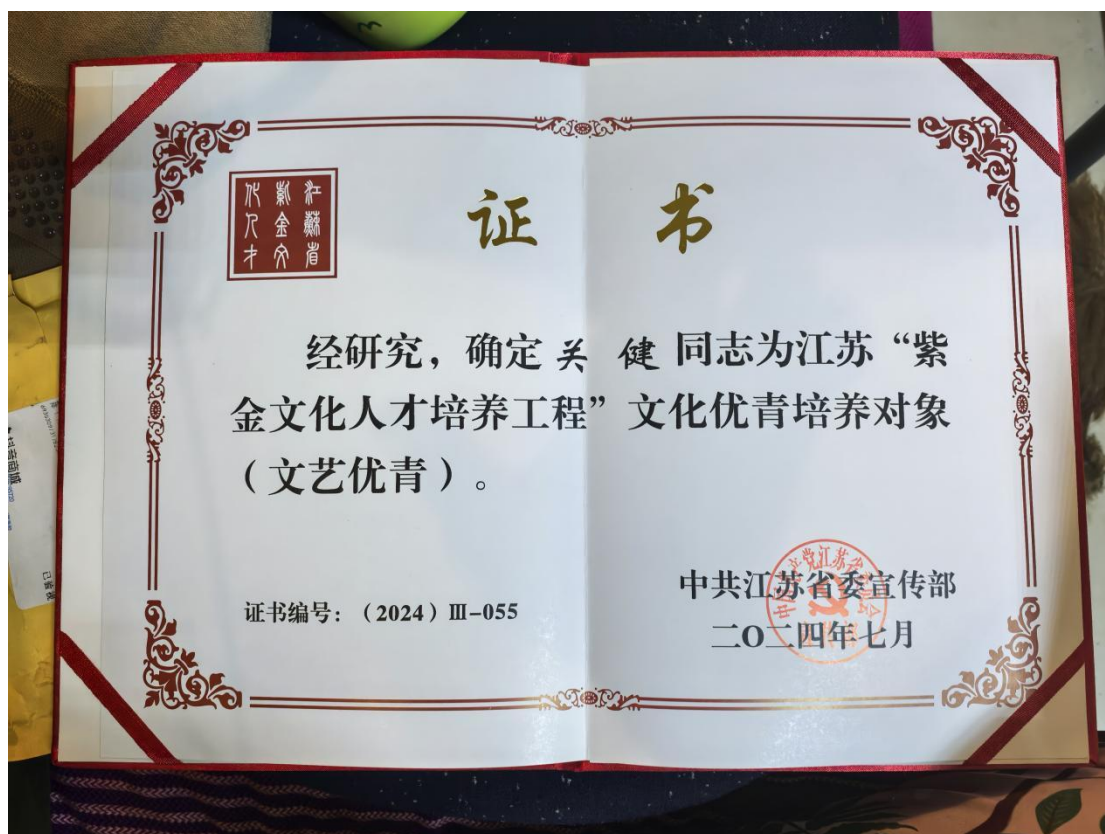 江蘇省
紫金文
化人才
证 书
经研究，确定 关 健 同志为江苏“紫
金文化人才培养工程”文化优青培养对象
（文艺优青）。
中共江苏省委宣传部
证书编号：（2024）Ⅲ-055
二〇二四年七月